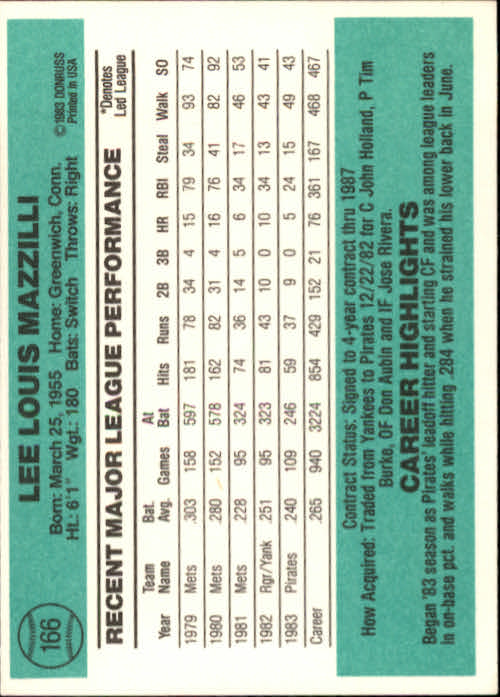 166
LEE LOUIS MAZZILLI
Born: March 25, 1955 Home: Greenwich, Conn.
Ht.: 6'1" Wgt.: 180 Bats: Switch Throws: Right
© 1983 DONRUSS
Printed in USA
RECENT MAJOR LEAGUE PERFORMANCE
*Denotes
Led League
Team Bat. At
Year Name Avg. Games Bat Hits Runs 2B 3B HR RBI Steal Walk SO
1979 Mets .303 158 597 181 78 34 4 15 79 34 93 74
1980 Mets .280 152 578 162 82 31 4 16 76 41 82 92
1981 Mets .228 95 324 74 36 14 5 6 34 17 46 53
1982 Rgr/Yank .251 95 323 81 43 10 0 10 34 13 43 41
1983 Pirates .240 109 246 59 37 9 0 5 24 15 49 43
Career .265 940 3224 854 429 152 21 76 361 167 468 467
Contract Status: Signed to 4-year contract thru 1987
How Acquired: Traded from Yankees to Pirates 12/22/82 for C John Holland, P Tim
Burke, OF Don Aubin and IF Jose Rivera.
CAREER HIGHLIGHTS
Began '83 season as Pirates' leadoff hitter and starting CF and was among league leaders
in on-base pct. and walks while hitting .284 when he strained his lower back in June.